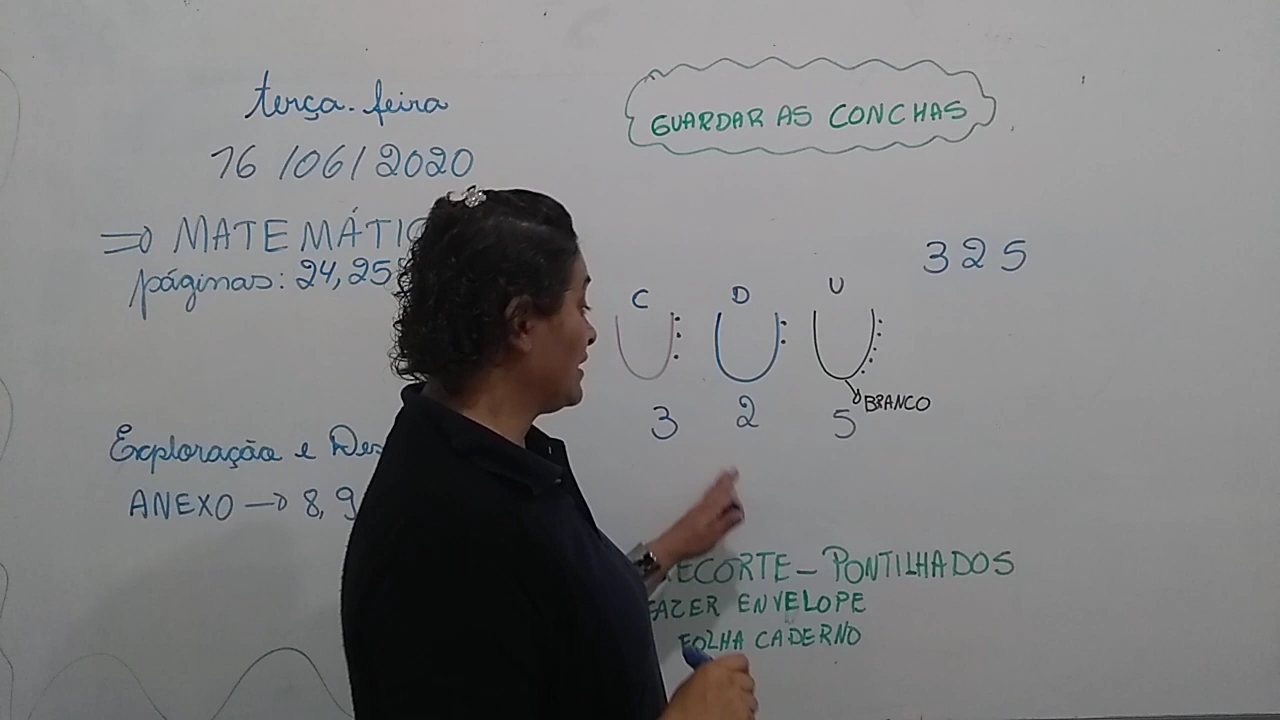 terça-feira
16/06/2020
⇒ MATEMÁTIC
páginas: 24, 25
Exploração e Des
ANEXO → 8, 9
GUARDAR AS CONCHAS
325
C D U
BRANCO
3 2 5
RECORTE - PONTILHADOS
FAZER ENVELOPE
FOLHA CADERNO